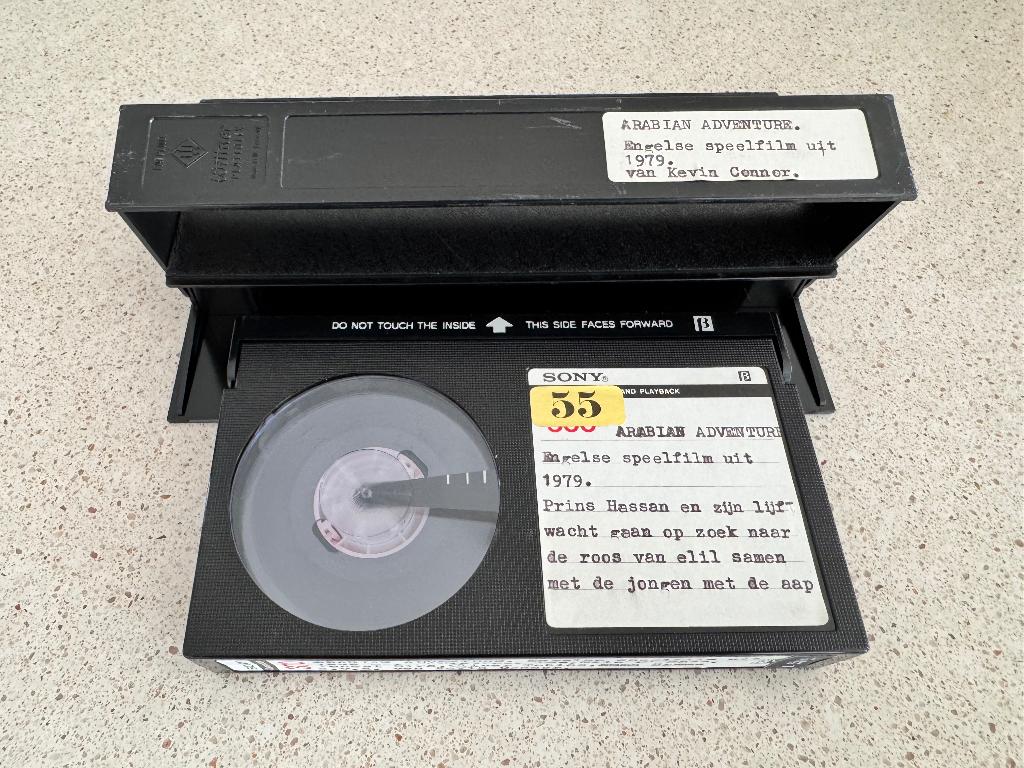 ARABIAN ADVENTURE.
Engelse speelfilm uit
1979.
van Kevin Connor.
DO NOT TOUCH THE INSIDE
THIS SIDE FACES FORWARD
β
SONY®
β
AND PLAYBACK
55
ARABIAN ADVENTURE
Engelse speelfilm uit
1979.
Prins Hassan en zijn lijf-
wacht gaan op zoek naar
de roos van elil samen
met de jongen met de aap